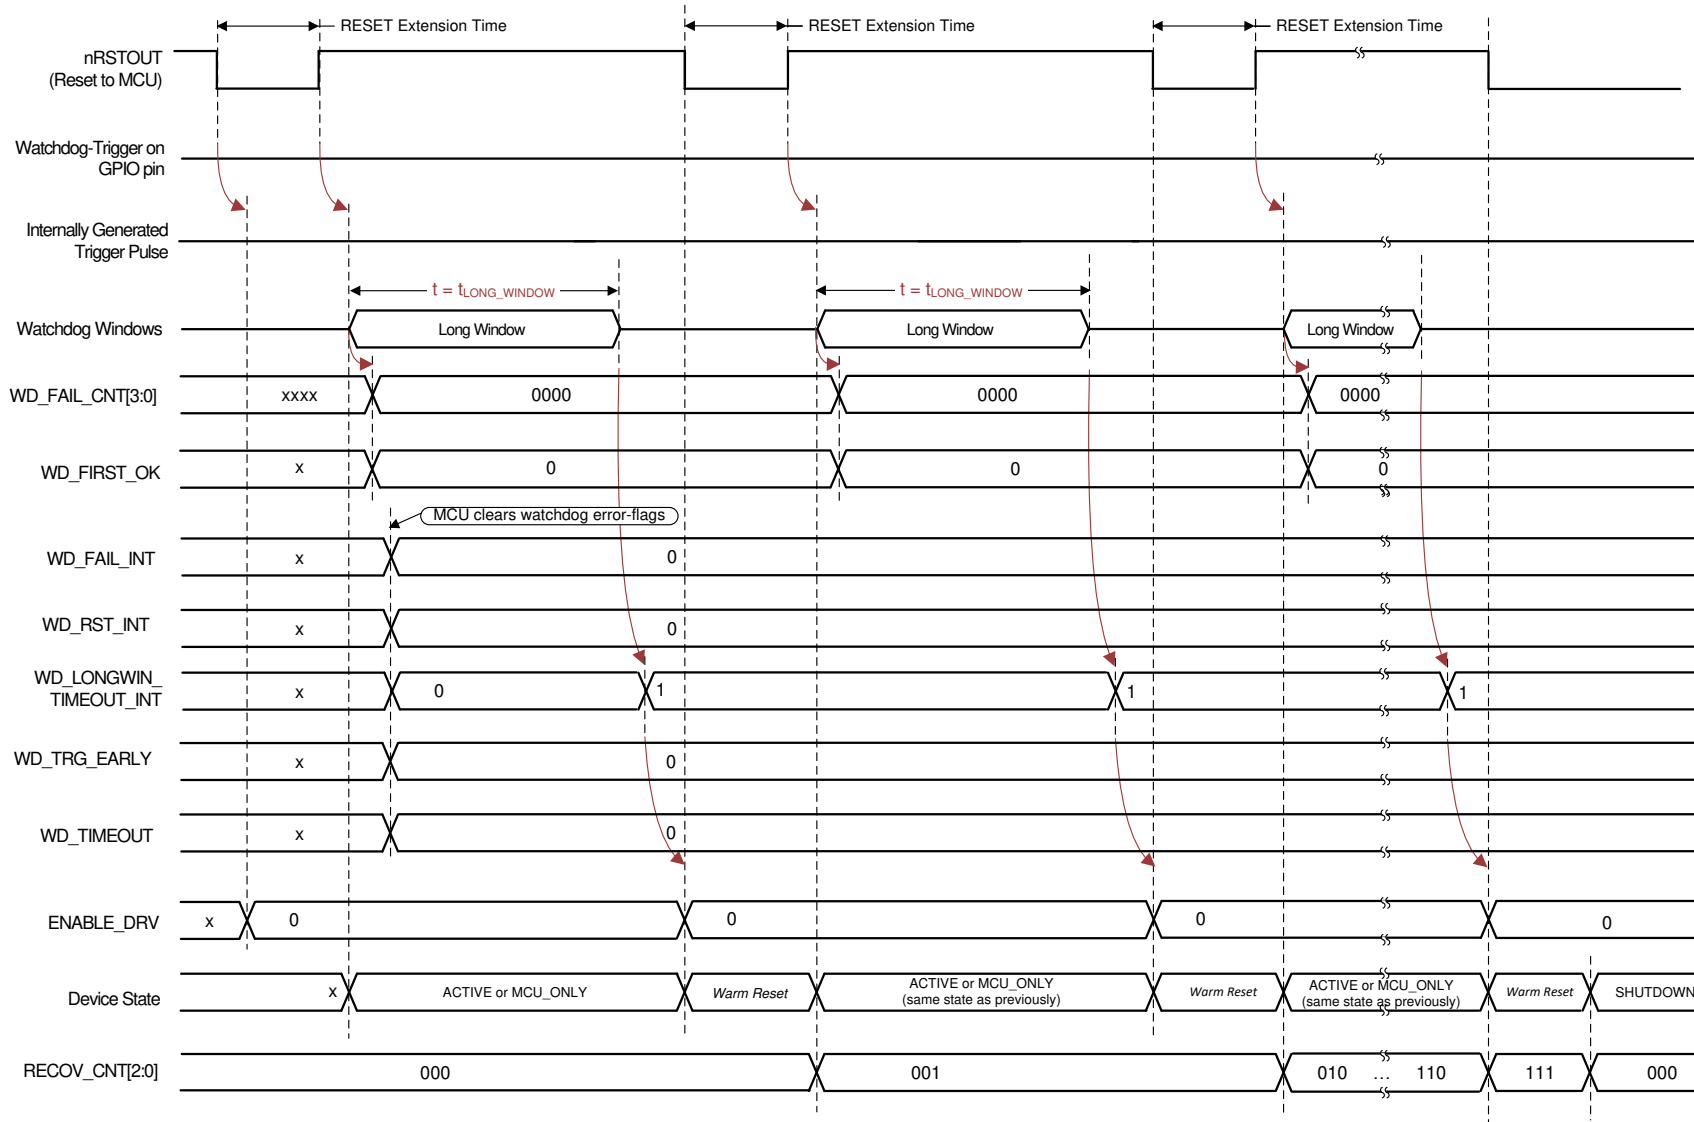 RESET Extension Time RESET Extension Time RESET Extension Time
nRSTOUT
(Reset to MCU)
Watchdog-Trigger on
GPIO pin
Internally Generated
Trigger Pulse
t = tLONG_WINDOW t = tLONG_WINDOW
Watchdog Windows Long Window Long Window Long Window
WD_FAIL_CNT[3:0] xxxx 0000 0000 0000
WD_FIRST_OK x 0 0 0
MCU clears watchdog error-flags
WD_FAIL_INT x 0
WD_RST_INT x 0
WD_LONGWIN_
TIMEOUT_INT x 0 1 1 1
WD_TRG_EARLY x 0
WD_TIMEOUT x 0
ENABLE_DRV x 0 0 0 0
Device State x ACTIVE or MCU_ONLY Warm Reset ACTIVE or MCU_ONLY Warm Reset ACTIVE or MCU_ONLY Warm Reset SHUTDOWN
(same state as previously) (same state as previously)
RECOV_CNT[2:0] 000 001 010 ... 110 111 000